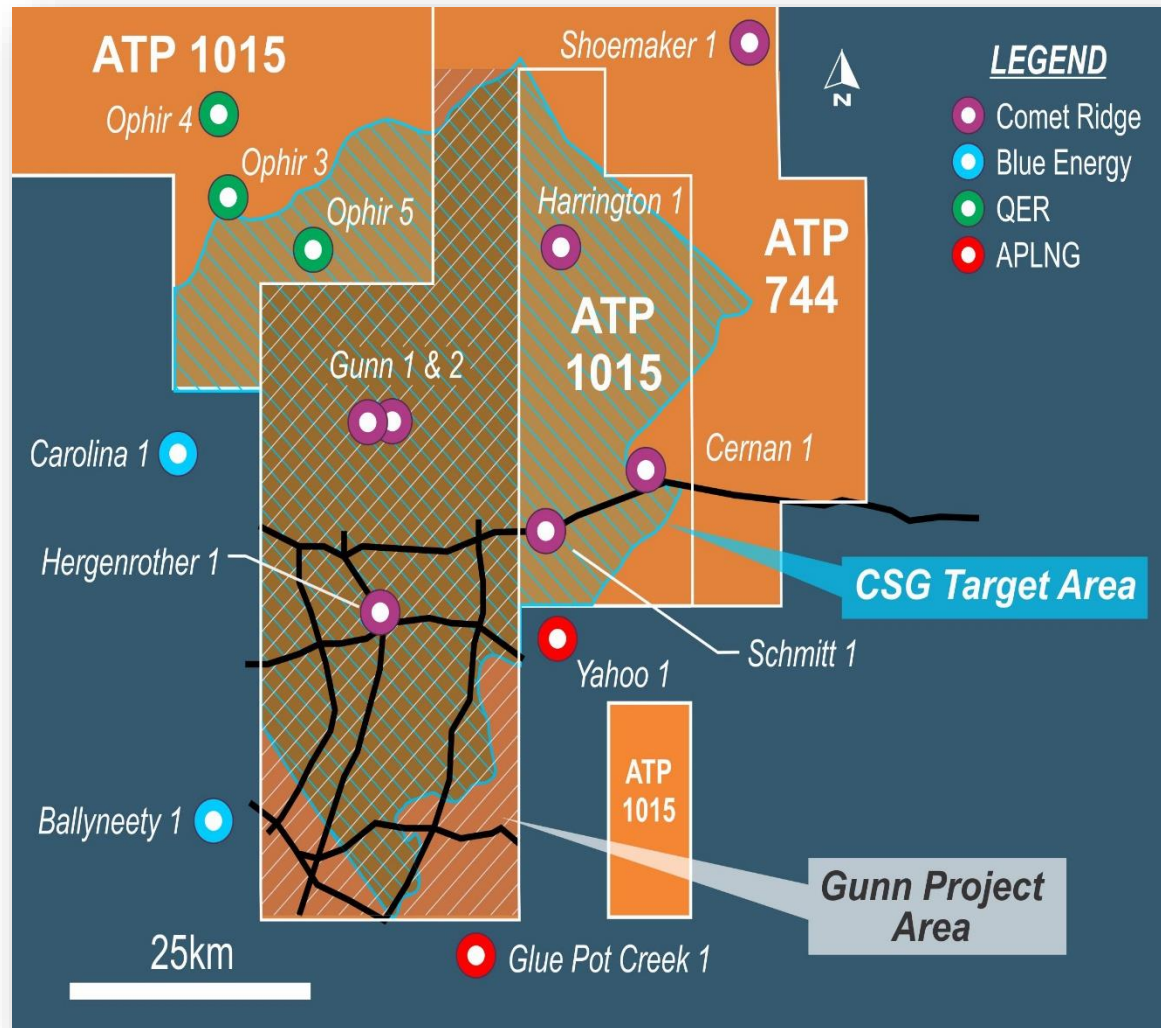 ATP 1015
Shoemaker 1
N
LEGEND
Comet Ridge
Blue Energy
QER
APLNG
Ophir 4
Ophir 3
Ophir 5
Harrington 1
ATP
744
ATP
1015
Gunn 1 & 2
Carolina 1
Cernan 1
Hergenrother 1
CSG Target Area
Schmitt 1
Yahoo 1
ATP
1015
Ballyneety 1
Gunn Project
Area
25km
Glue Pot Creek 1